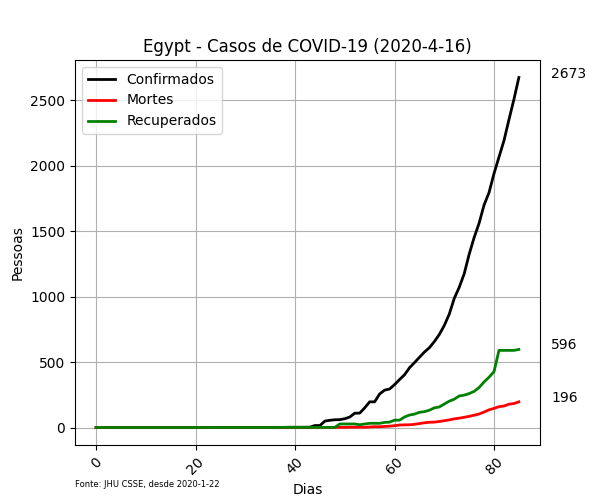 Egypt - Casos de COVID-19 (2020-4-16)
Confirmados
Mortes
Recuperados
2673
596
196
Pessoas
2500
2000
1500
1000
500
0
0
20
40
60
80
Dias
Fonte: JHU CSSE, desde 2020-1-22